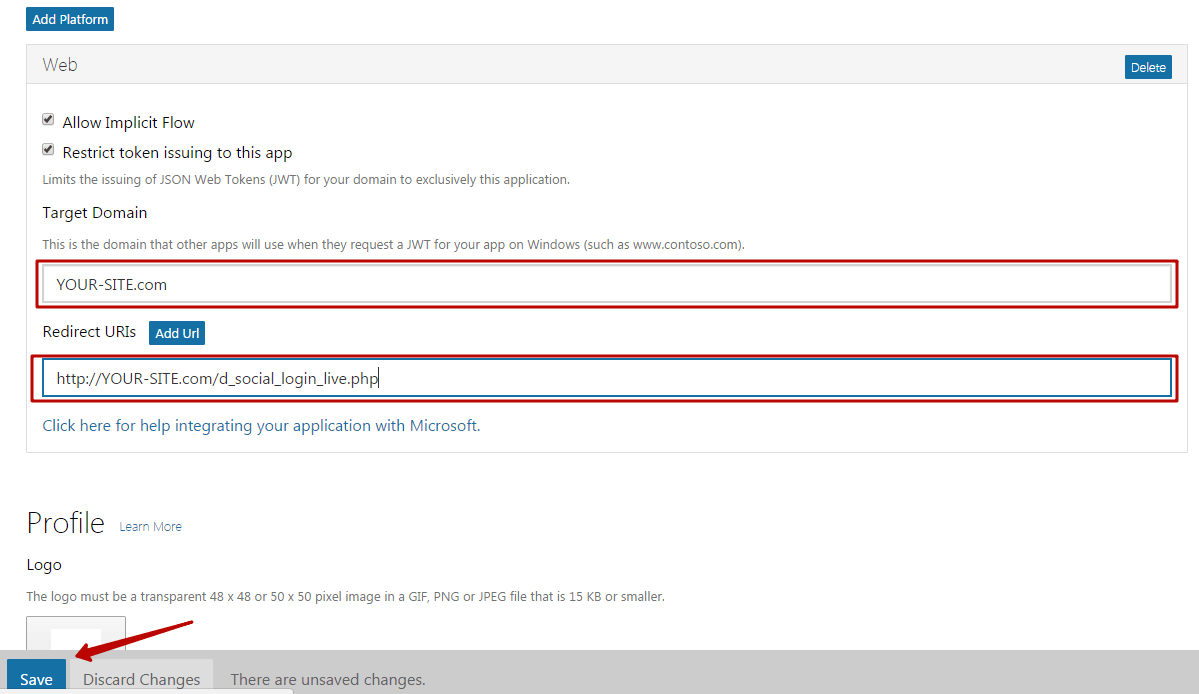 Add Platform
Web
Delete
Allow Implicit Flow
Restrict token issuing to this app
Limits the issuing of JSON Web Tokens (JWT) for your domain to exclusively this application.
Target Domain
This is the domain that other apps will use when they request a JWT for your app on Windows (such as www.contoso.com).
YOUR-SITE.com
Redirect URIs Add Url
http://YOUR-SITE.com/d_social_login_live.php
Click here for help integrating your application with Microsoft.
Profile Learn More
Logo
The logo must be a transparent 48 x 48 or 50 x 50 pixel image in a GIF, PNG or JPEG file that is 15 KB or smaller.
Save Discard Changes There are unsaved changes.